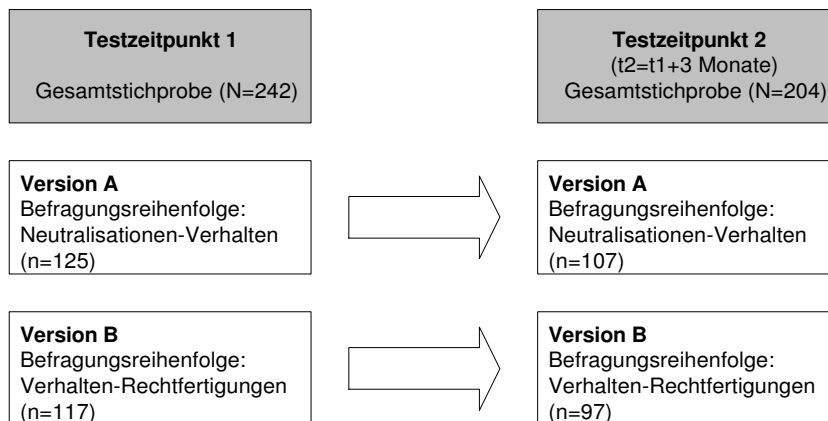 Testzeitpunkt 1
Gesamtstichprobe (N=242)
Testzeitpunkt 2
(t2=t1+3 Monate)
Gesamtstichprobe (N=204)
Version A
Befragungsreihenfolge:
Neutralisationen-Verhalten
(n=125)
Version A
Befragungsreihenfolge:
Neutralisationen-Verhalten
(n=107)
Version B
Befragungsreihenfolge:
Verhalten-Rechtfertigungen
(n=117)
Version B
Befragungsreihenfolge:
Verhalten-Rechtfertigungen
(n=97)